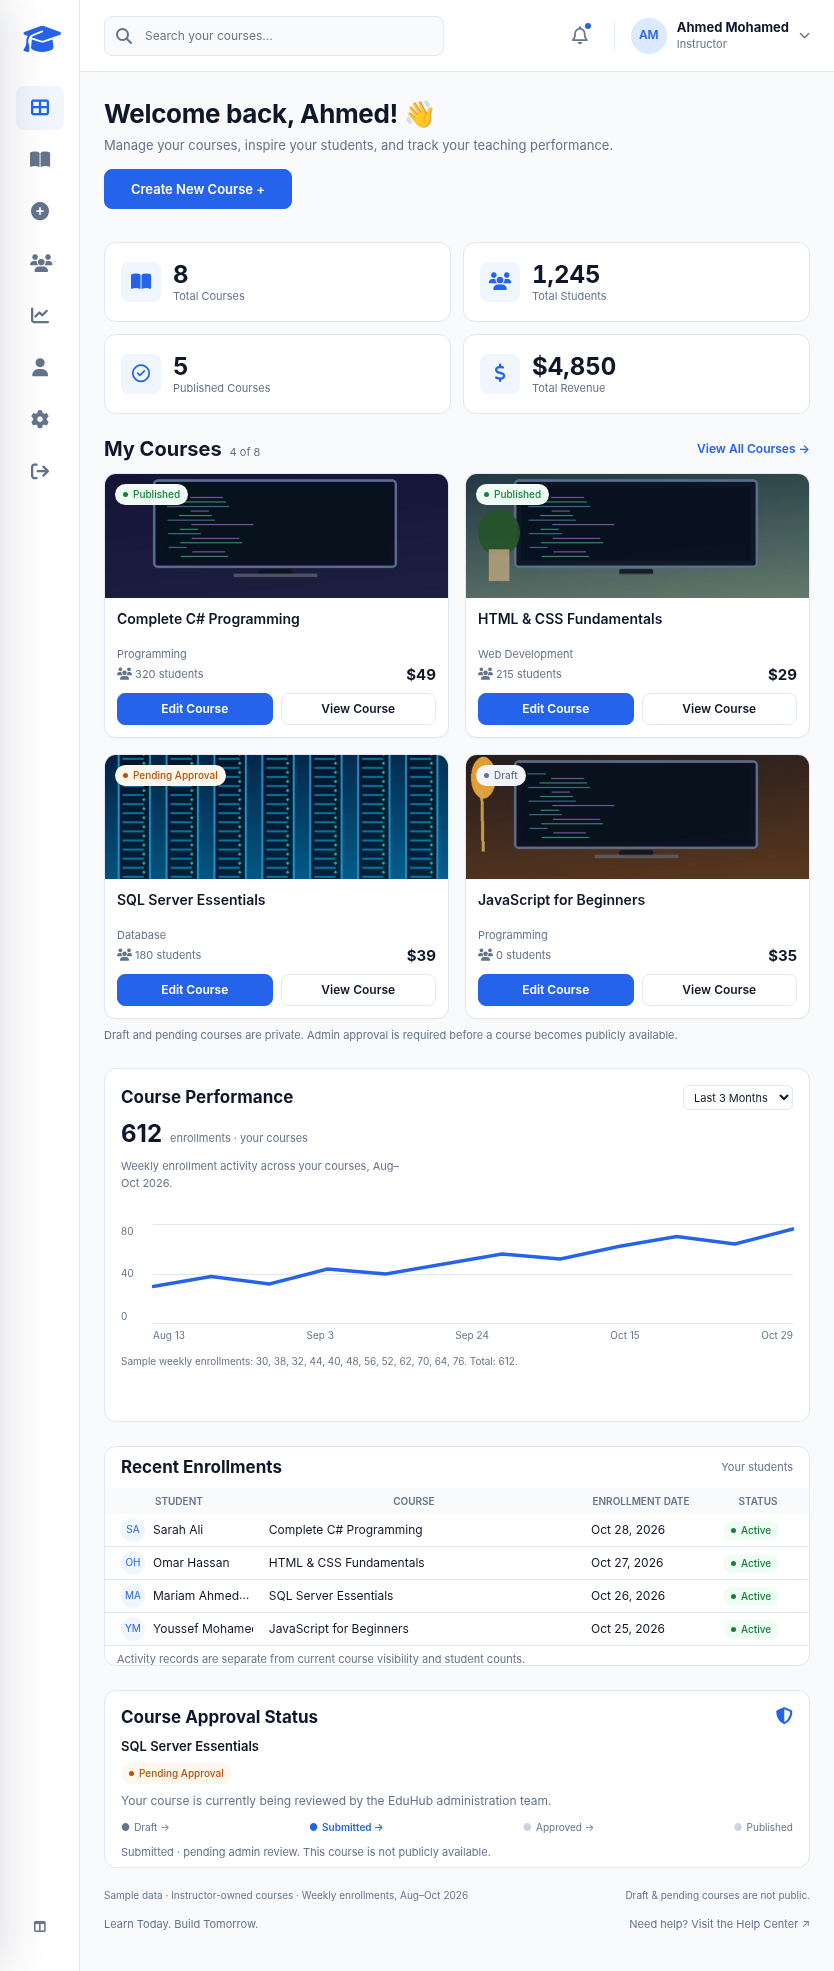 Search your courses...
AM
Ahmed Mohamed
Instructor
Welcome back, Ahmed! 👋
Manage your courses, inspire your students, and track your teaching performance.
Create New Course +
8
Total Courses
1,245
Total Students
5
Published Courses
$4,850
Total Revenue
My Courses 4 of 8
View All Courses →
Published
Complete C# Programming
Programming
320 students
$49
Edit Course
View Course
Published
HTML & CSS Fundamentals
Web Development
215 students
$29
Edit Course
View Course
Pending Approval
SQL Server Essentials
Database
180 students
$39
Edit Course
View Course
Draft
JavaScript for Beginners
Programming
0 students
$35
Edit Course
View Course
Draft and pending courses are private. Admin approval is required before a course becomes publicly available.
Course Performance
Last 3 Months
612 enrollments · your courses
Weekly enrollment activity across your courses, Aug–
Oct 2026.
80
40
0
Aug 13 Sep 3 Sep 24 Oct 15 Oct 29
Sample weekly enrollments: 30, 38, 32, 44, 40, 48, 56, 52, 62, 70, 64, 76. Total: 612.
Recent Enrollments
Your students
STUDENT COURSE ENROLLMENT DATE STATUS
SA Sarah Ali Complete C# Programming Oct 28, 2026 Active
OH Omar Hassan HTML & CSS Fundamentals Oct 27, 2026 Active
MA Mariam Ahmed... SQL Server Essentials Oct 26, 2026 Active
YM Youssef Mohame JavaScript for Beginners Oct 25, 2026 Active
Activity records are separate from current course visibility and student counts.
Course Approval Status
SQL Server Essentials
Pending Approval
Your course is currently being reviewed by the EduHub administration team.
Draft → Submitted → Approved → Published
Submitted · pending admin review. This course is not publicly available.
Sample data · Instructor-owned courses · Weekly enrollments, Aug–Oct 2026
Draft & pending courses are not public.
Learn Today. Build Tomorrow.
Need help? Visit the Help Center ↗